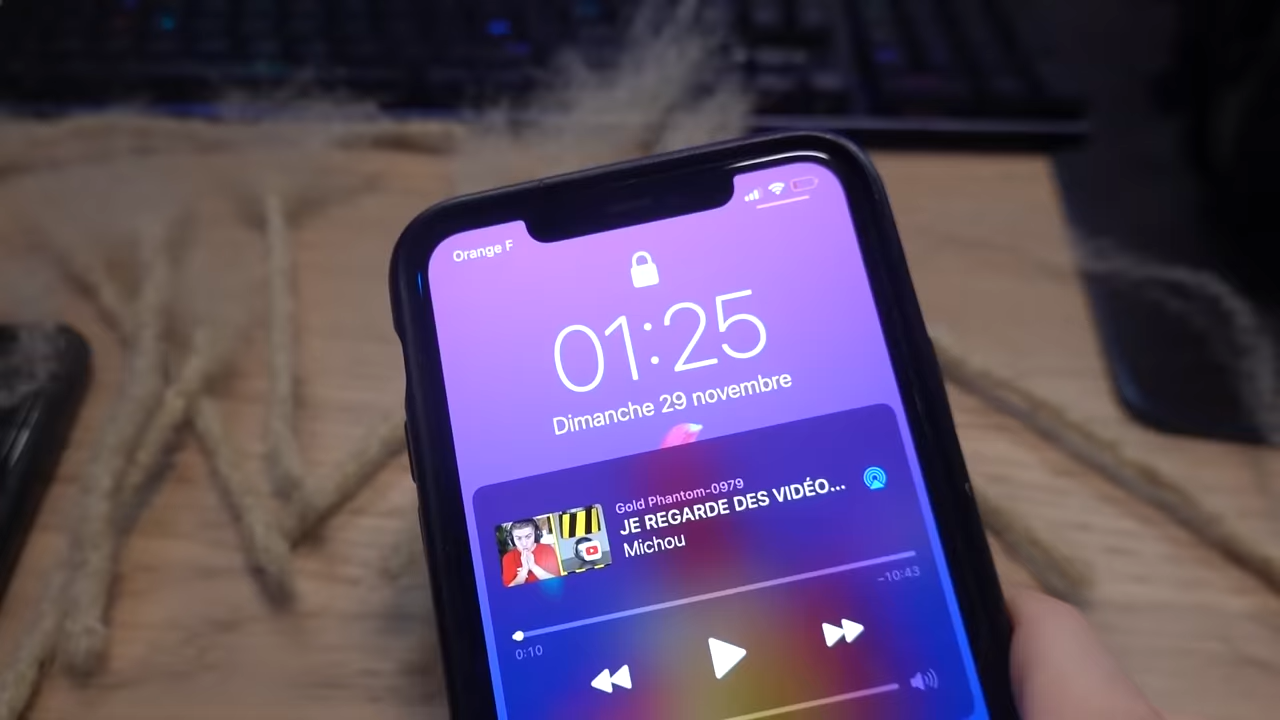 Orange F
01:25
Dimanche 29 novembre
Gold Phantom-0979
JE REGARDE DES VIDÉO...
Michou
0:10
-10:43